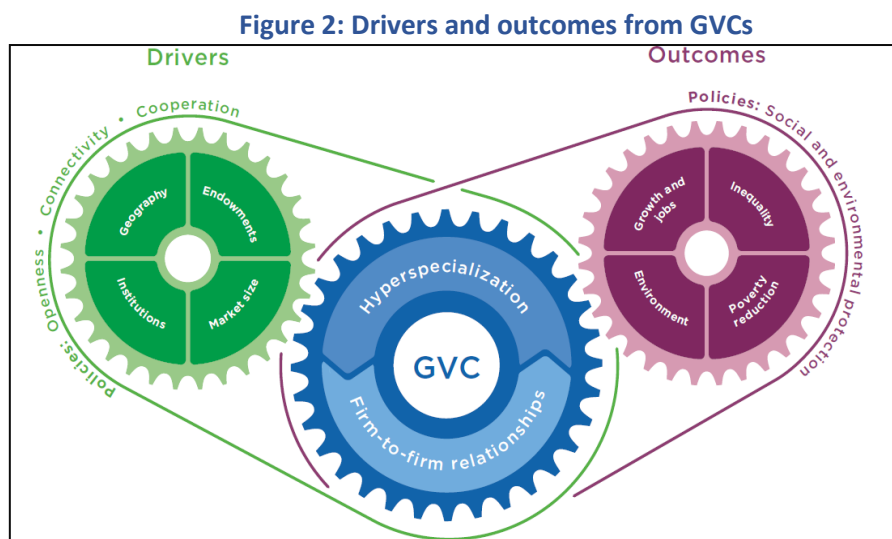 Figure 2: Drivers and outcomes from GVCs
Drivers
Outcomes
Policies: Openness • Connectivity • Cooperation
Geography
Endowments
Institutions
Market size
Hyperspecialization
GVC
Firm-to-firm relationships
Policies: Social and environmental protection
Growth and
jobs
Inequality
Environment
Poverty
reduction